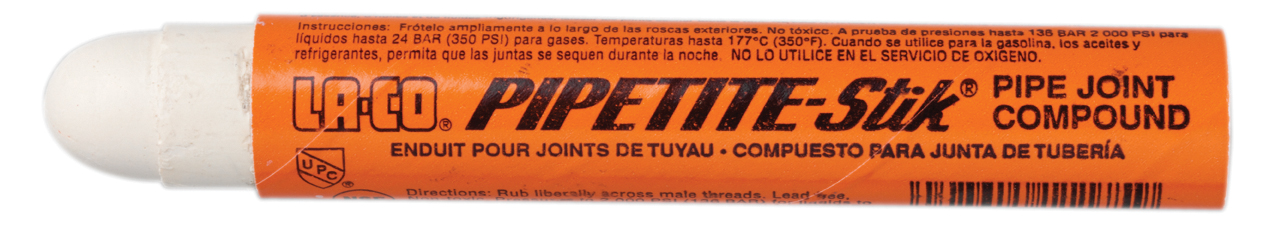 Instrucciones: Frótelo ampliamente a lo largo de las roscas exteriores. No tóxico. A prueba de presiones hasta 136 BAR 2 000 PSI para
líquidos hasta 24 BAR (350 PSI) para gases. Temperaturas hasta 177°C (350°F). Cuando se utilice para la gasolina, los aceites y
refrigerantes, permita que las juntas se sequen durante la noche. NO LO UTILICE EN EL SERVICIO DE OXIGENO.
LA-CO® PIPETITE-Stik® PIPE JOINT
COMPOUND
ENDUIT POUR JOINTS DE TUYAU • COMPUESTO PARA JUNTA DE TUBERÍA
UPC®
Directions: Rub liberally across male threads. Lead